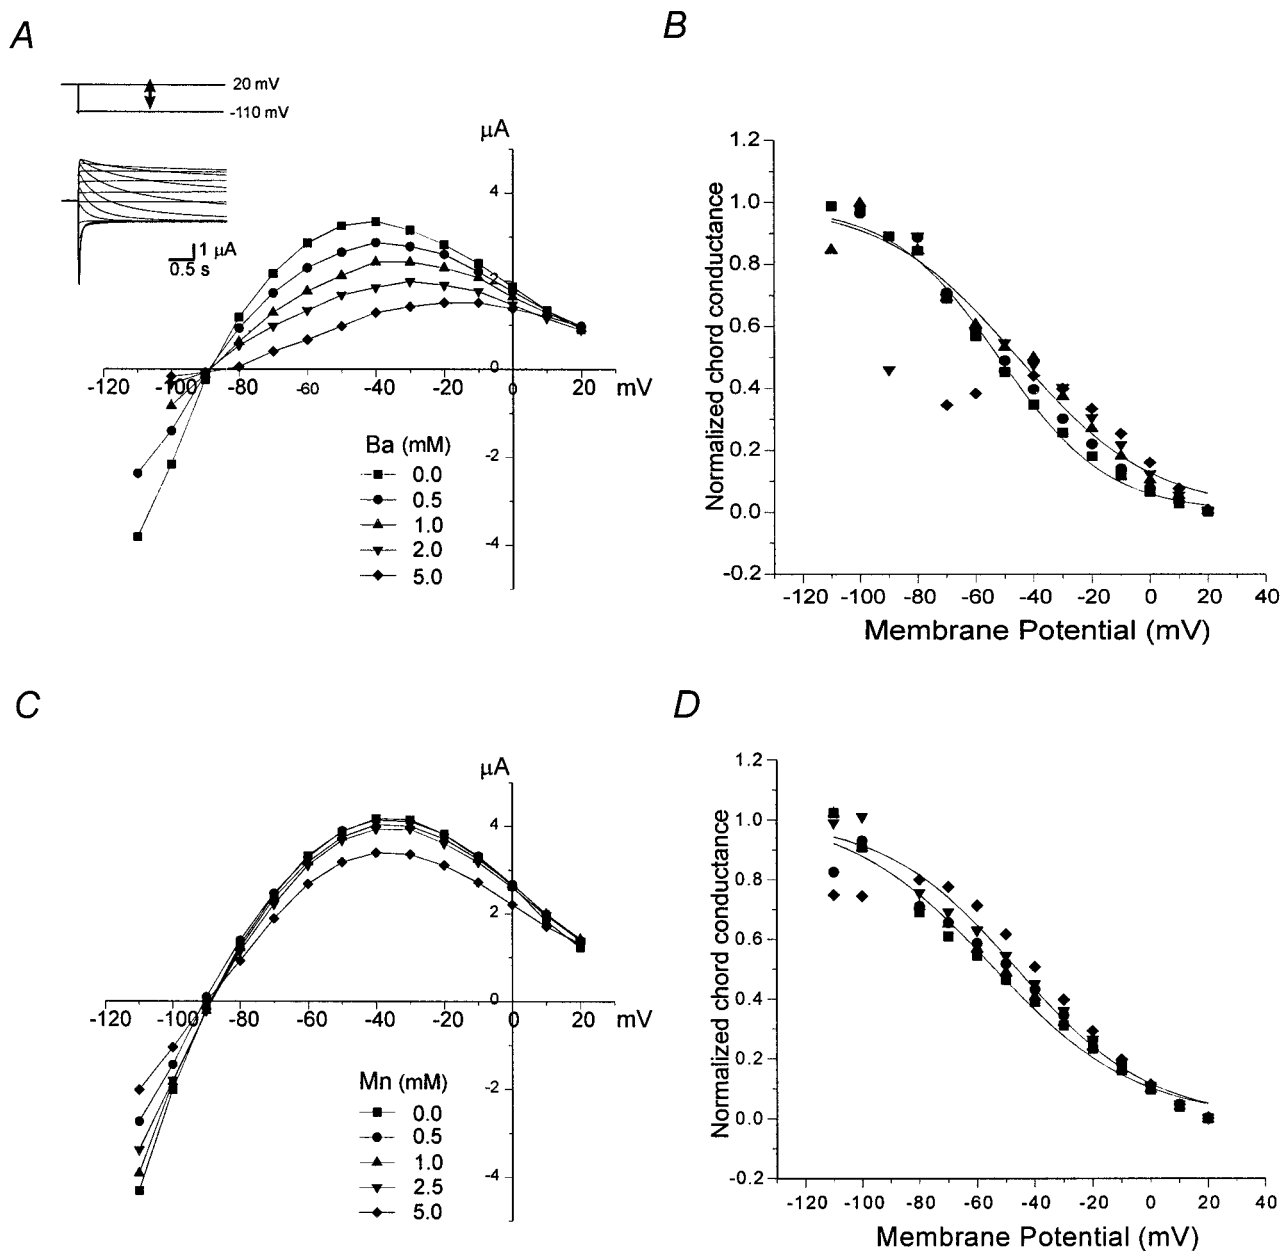 A
20 mV
-110 mV
1 µA
0.5 s
µA
4
2
0
-2
-4
-120 -100 -80 -60 -40 -20 0 20 mV
Ba (mM)
0.0
0.5
1.0
2.0
5.0
B
Normalized chord conductance
1.2
1.0
0.8
0.6
0.4
0.2
0.0
-0.2
-120 -100 -80 -60 -40 -20 0 20 40
Membrane Potential (mV)
C
µA
4
2
0
-2
-4
-120 -100 -80 -60 -40 -20 0 20 mV
Mn (mM)
0.0
0.5
1.0
2.5
5.0
D
Normalized chord conductance
1.2
1.0
0.8
0.6
0.4
0.2
0.0
-0.2
-120 -100 -80 -60 -40 -20 0 20 40
Membrane Potential (mV)